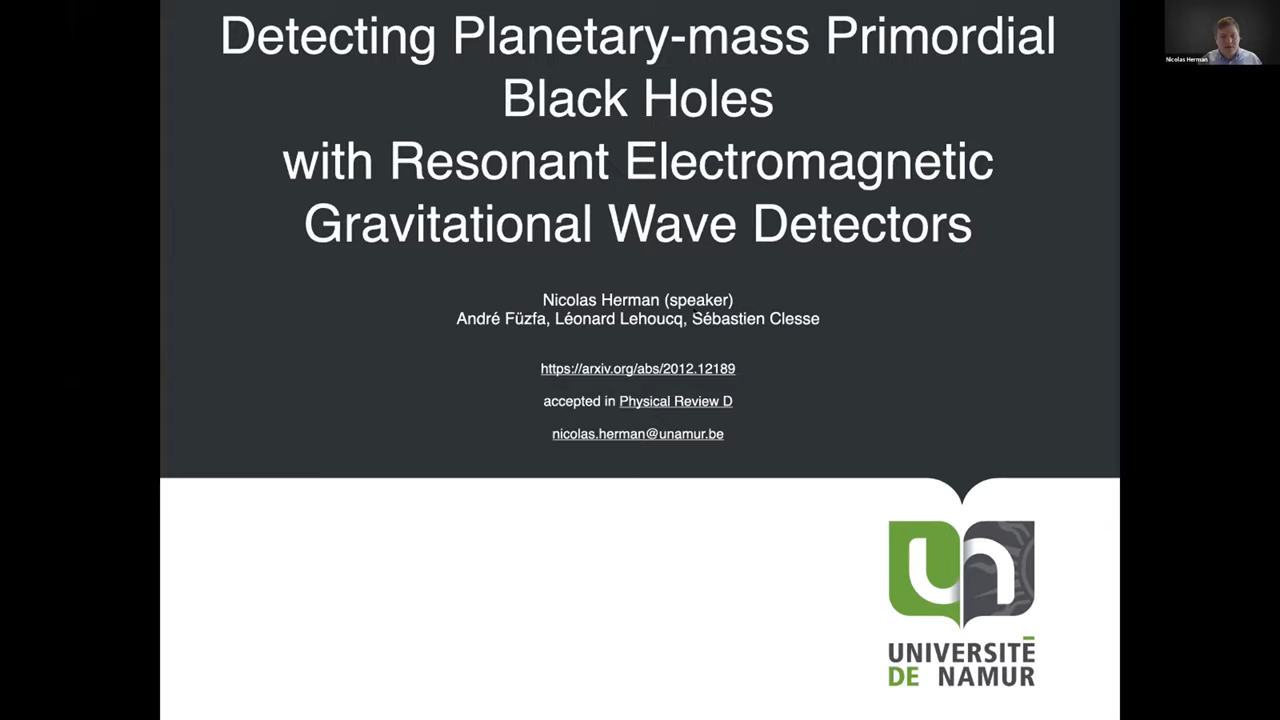 Detecting Planetary-mass Primordial
Black Holes
with Resonant Electromagnetic
Gravitational Wave Detectors
Nicolas Herman
Nicolas Herman (speaker)
André Füzfa, Léonard Lehoucq, Sébastien Clesse
https://arxiv.org/abs/2012.12189
accepted in Physical Review D
nicolas.herman@unamur.be
un
UNIVERSITÉ
DE NAMUR